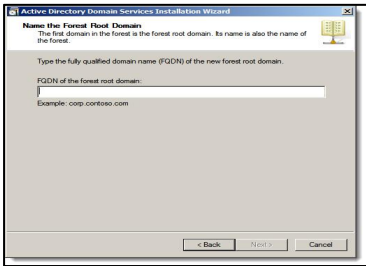 Active Directory Domain Services Installation Wizard
Name the Forest Root Domain
The first domain in the forest is the forest root domain. Its name is also the name of
the forest.
Type the fully qualified domain name (FQDN) of the new forest root domain.
FQDN of the forest root domain:
Example: corp.contoso.com
< Back
Next >
Cancel